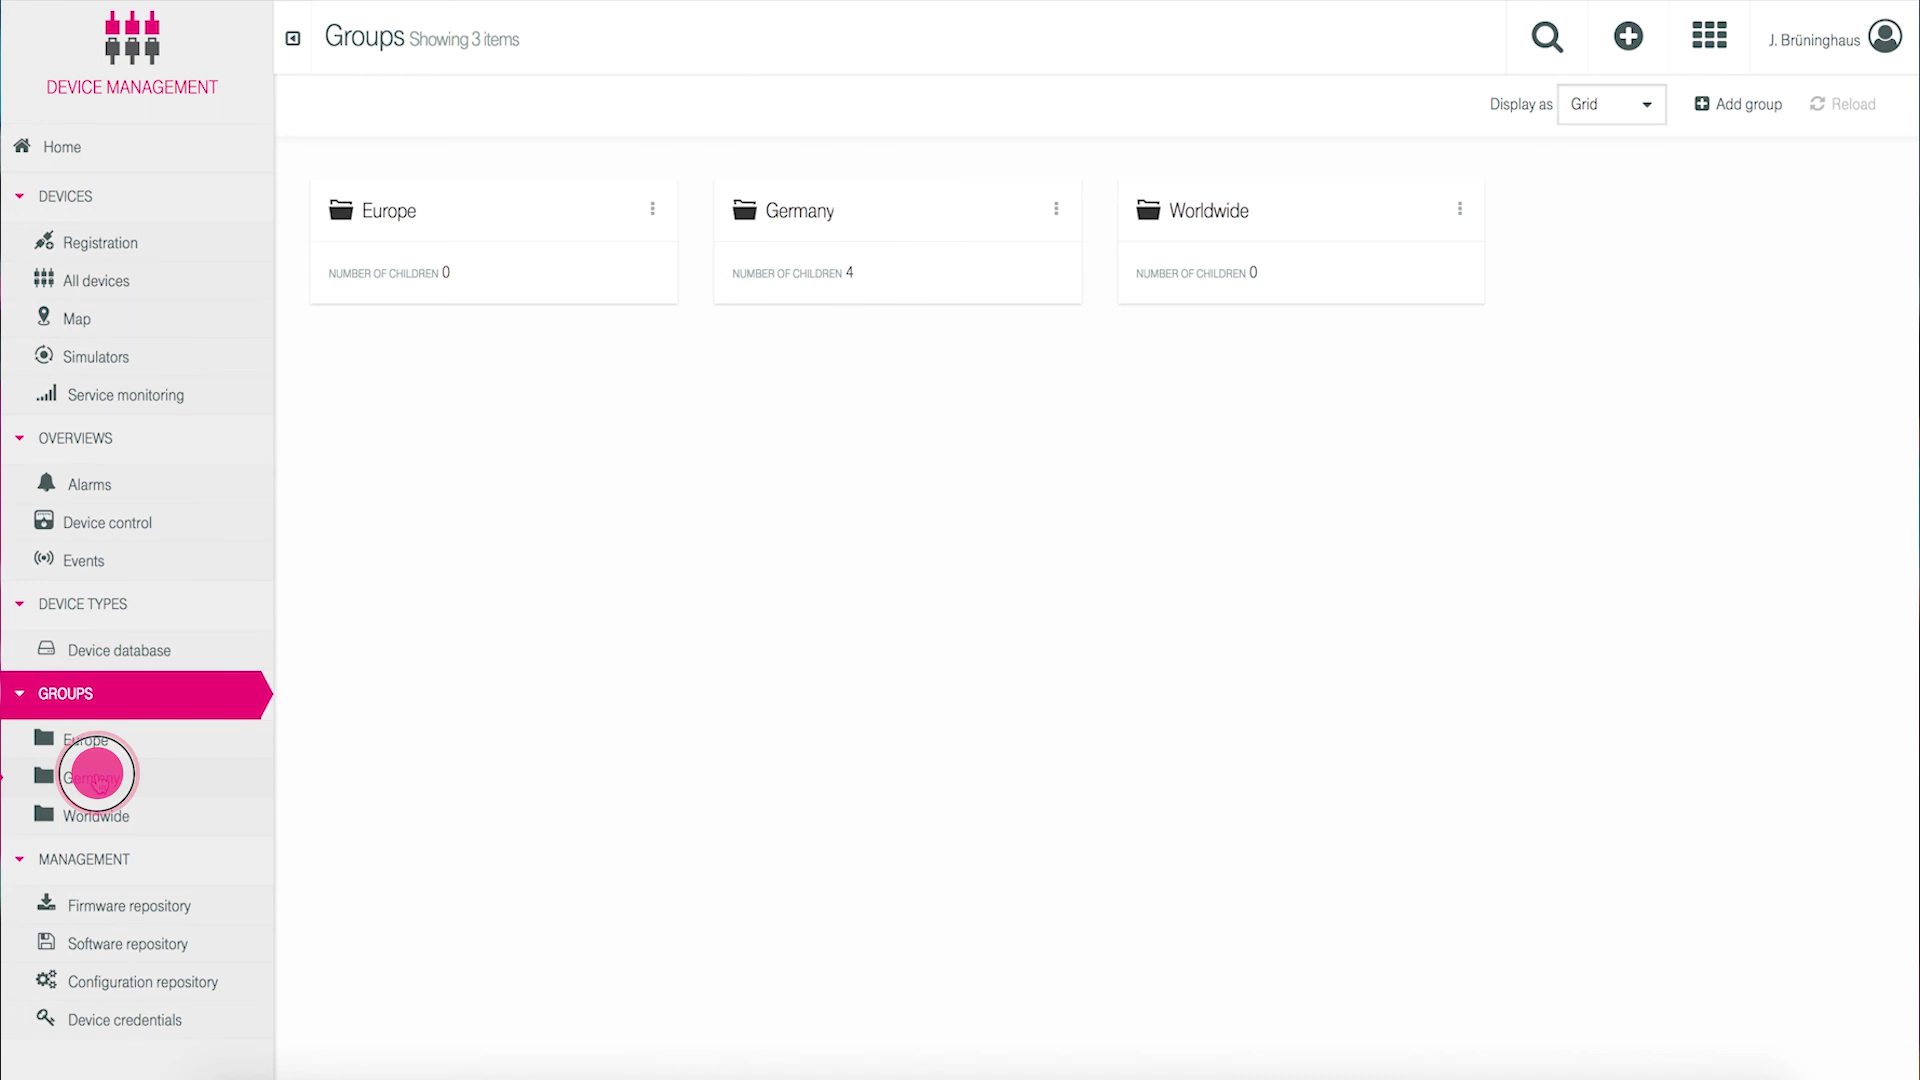 DEVICE MANAGEMENT
Groups Showing 3 items
J. Brüninghaus
Display as
Grid
Add group
Reload
Home
DEVICES
Registration
All devices
Map
Simulators
Service monitoring
OVERVIEWS
Alarms
Device control
Events
DEVICE TYPES
Device database
GROUPS
Europe
Germany
Worldwide
MANAGEMENT
Firmware repository
Software repository
Configuration repository
Device credentials
Europe
NUMBER OF CHILDREN 0
Germany
NUMBER OF CHILDREN 4
Worldwide
NUMBER OF CHILDREN 0